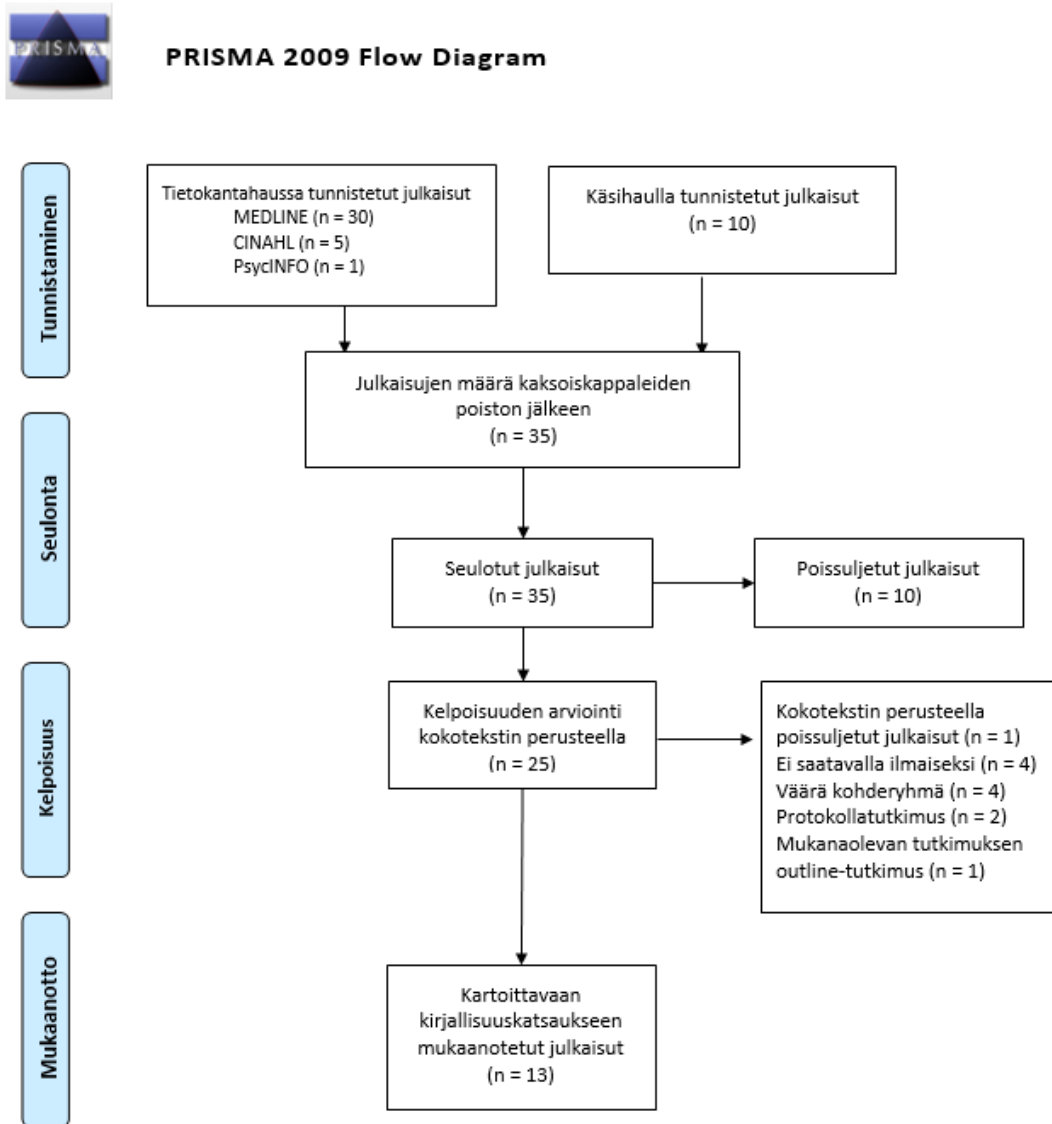 PRISMA
PRISMA 2009 Flow Diagram
Tunnistaminen
Tietokantahaussa tunnistetut julkaisut
MEDLINE (n = 30)
CINAHL (n = 5)
PsycINFO (n = 1)
Käsihaulla tunnistetut julkaisut
(n = 10)
Julkaisujen määrä kaksoiskappaleiden
poiston jälkeen
(n = 35)
Seulonta
Seulotut julkaisut
(n = 35)
Poissuljetut julkaisut
(n = 10)
Kelpoisuus
Kelpoisuuden arviointi
kokotekstin perusteella
(n = 25)
Kokotekstin perusteella
poissuljetut julkaisut (n = 1)
Ei saatavalla ilmaiseksi (n = 4)
Väärä kohderyhmä (n = 4)
Protokollatutkimus (n = 2)
Mukanaolevan tutkimuksen
outline-tutkimus (n = 1)
Mukaanotto
Kartoittavaan
kirjallisuuskatsaukseen
mukaanotetut julkaisut
(n = 13)